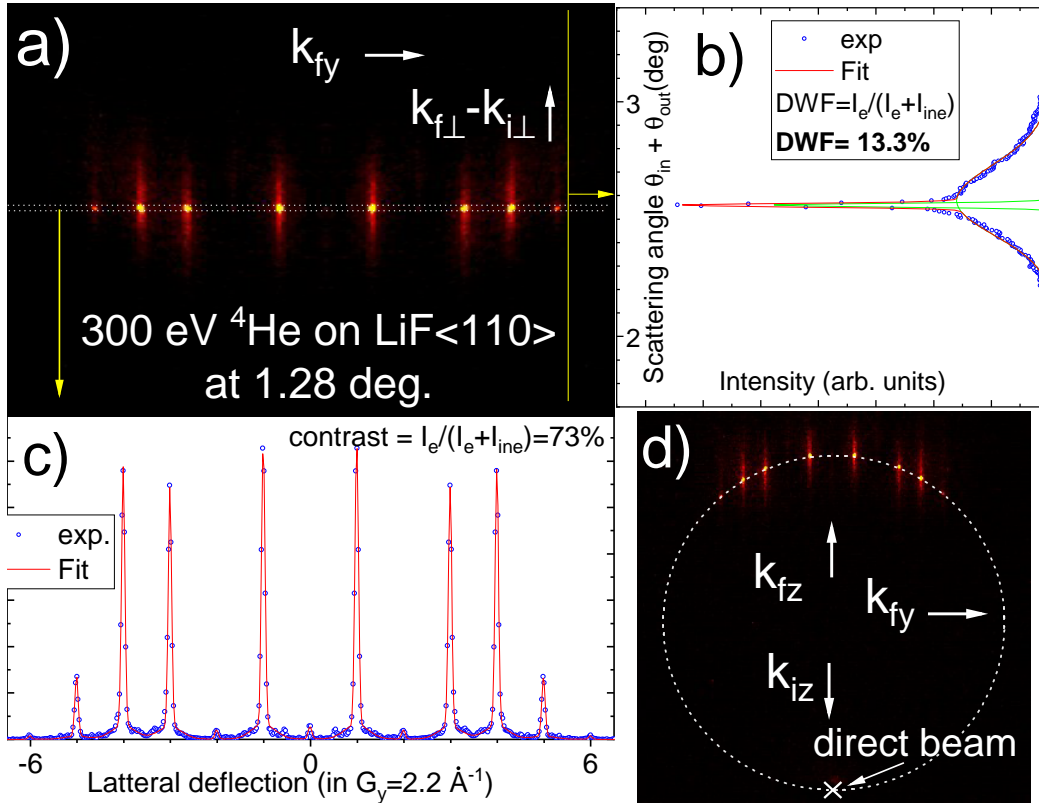 a)
k_fy
k_f⊥-k_i⊥
300 eV ⁴He on LiF<110>
at 1.28 deg.
b)
exp
Fit
DWF=I_e/(I_e+I_ine)
DWF= 13.3%
3
2
Scattering angle θ_in + θ_out(deg)
Intensity (arb. units)
c)
contrast = I_e/(I_e+I_ine)=73%
exp.
Fit
-6
0
6
Latteral deflection (in G_y=2.2 Å⁻¹)
d)
k_fz
k_fy
k_iz
direct beam